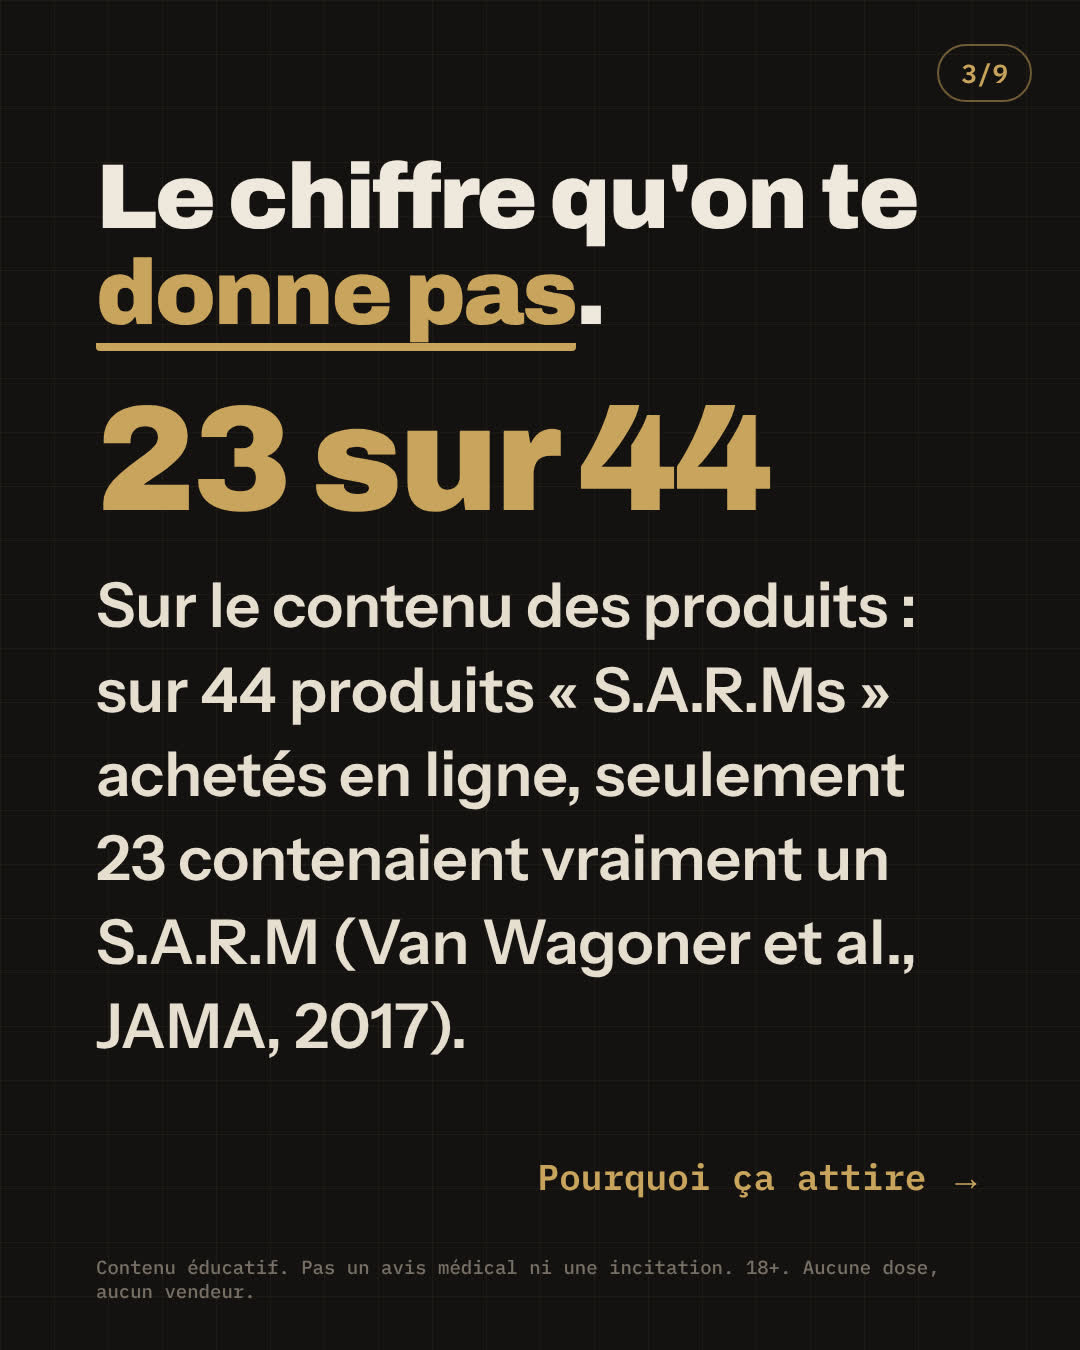 3/9
Le chiffre qu'on te
donne pas.
23 sur 44
Sur le contenu des produits :
sur 44 produits « S.A.R.Ms »
achetés en ligne, seulement
23 contenaient vraiment un
S.A.R.M (Van Wagoner et al.,
JAMA, 2017).
Pourquoi ça attire →
Contenu éducatif. Pas un avis médical ni une incitation. 18+. Aucune dose,
aucun vendeur.